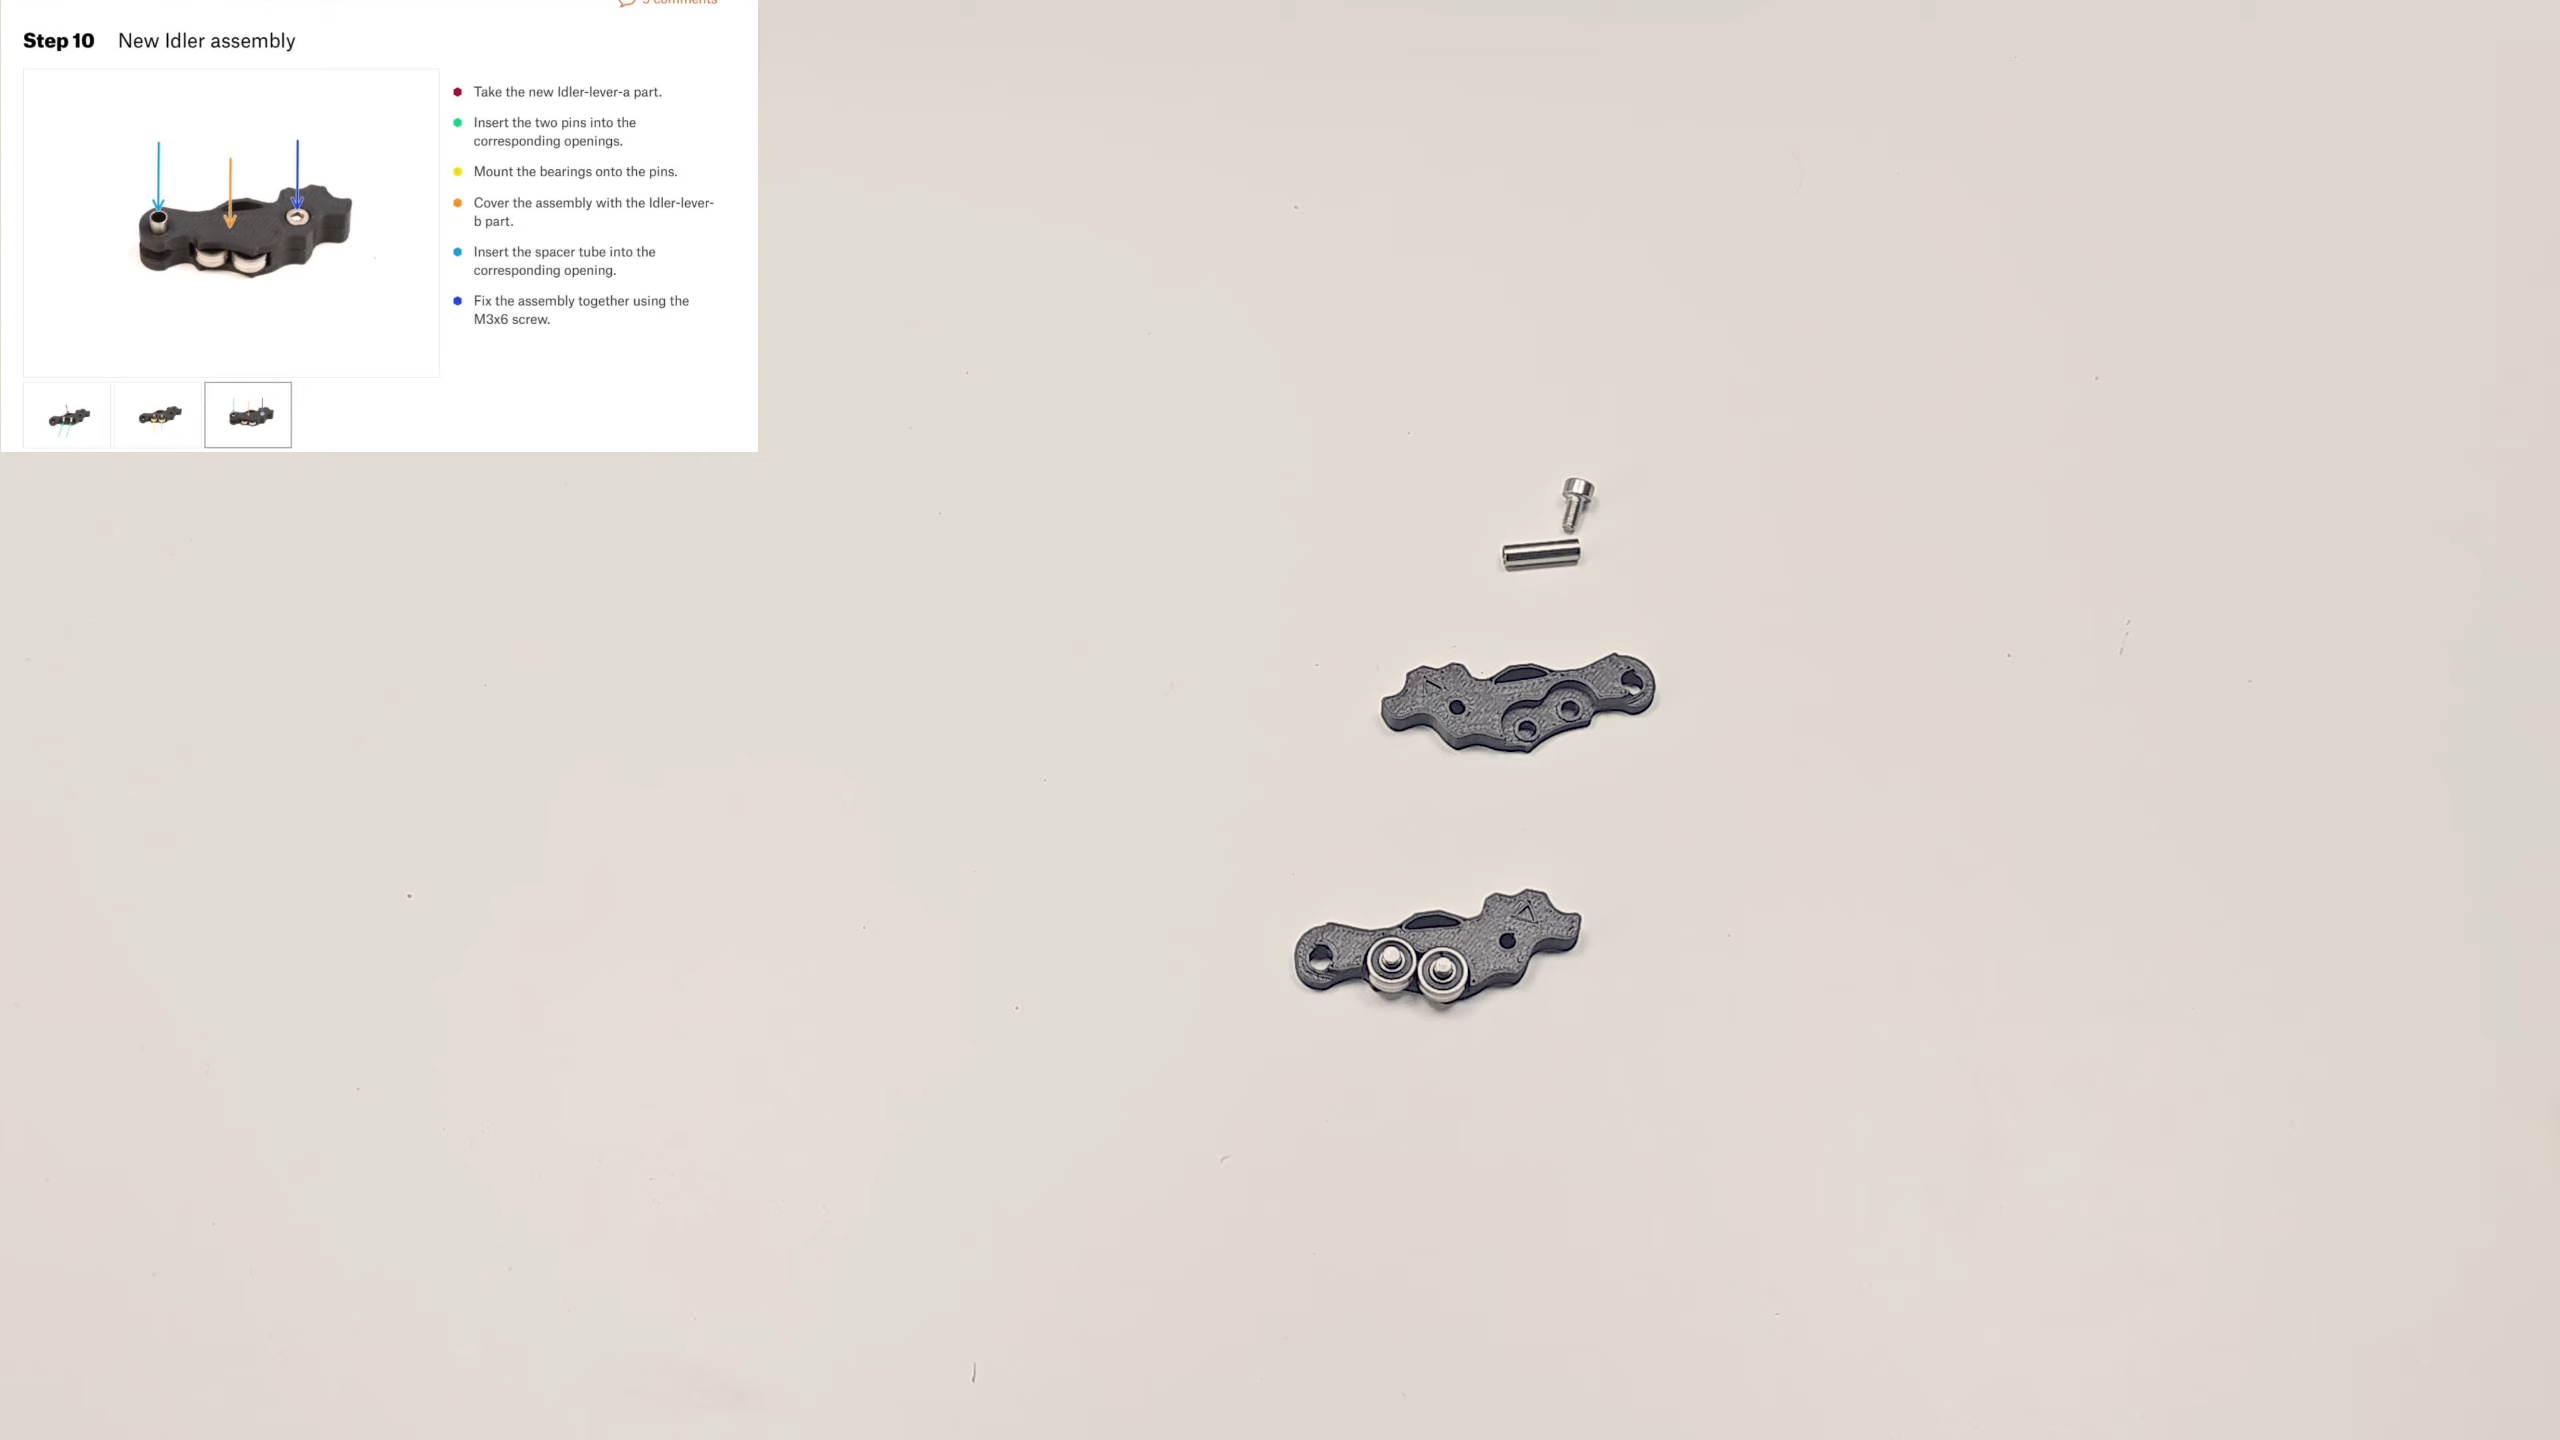 Step 10 New Idler assembly
Take the new Idler-lever-a part.
Insert the two pins into the
corresponding openings.
Mount the bearings onto the pins.
Cover the assembly with the Idler-lever-
b part.
Insert the spacer tube into the
corresponding opening.
Fix the assembly together using the
M3x6 screw.